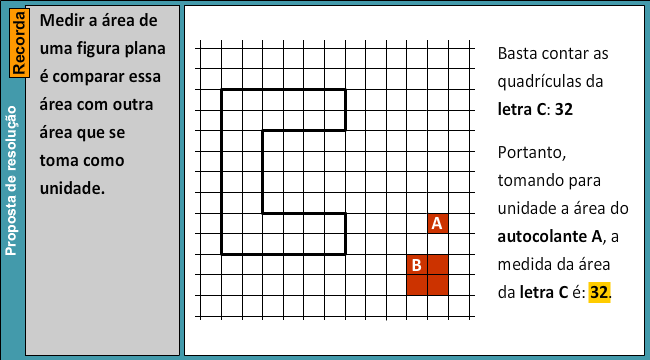 Recorda
Proposta de resolução
Medir a área de
uma figura plana
é comparar essa
área com outra
área que se
toma como
unidade.
A
B
Basta contar as
quadrículas da
letra C: 32
Portanto,
tomando para
unidade a área do
autocolante A, a
medida da área
da letra C é: 32.